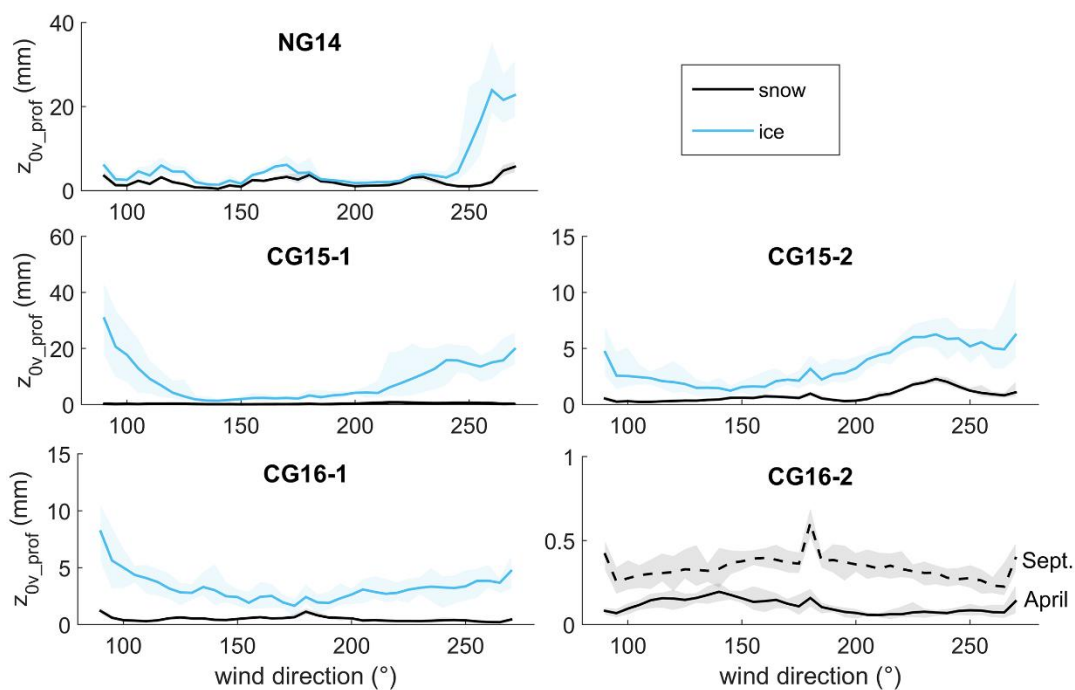 40
20
0
z0v_prof (mm)
NG14
100 150 200 250
snow
ice
60
40
20
0
z0v_prof (mm)
CG15-1
100 150 200 250
15
10
5
0
CG15-2
100 150 200 250
15
10
5
0
z0v_prof (mm)
CG16-1
100 150 200 250
wind direction (°)
1
0.5
0
CG16-2
Sept.
April
100 150 200 250
wind direction (°)